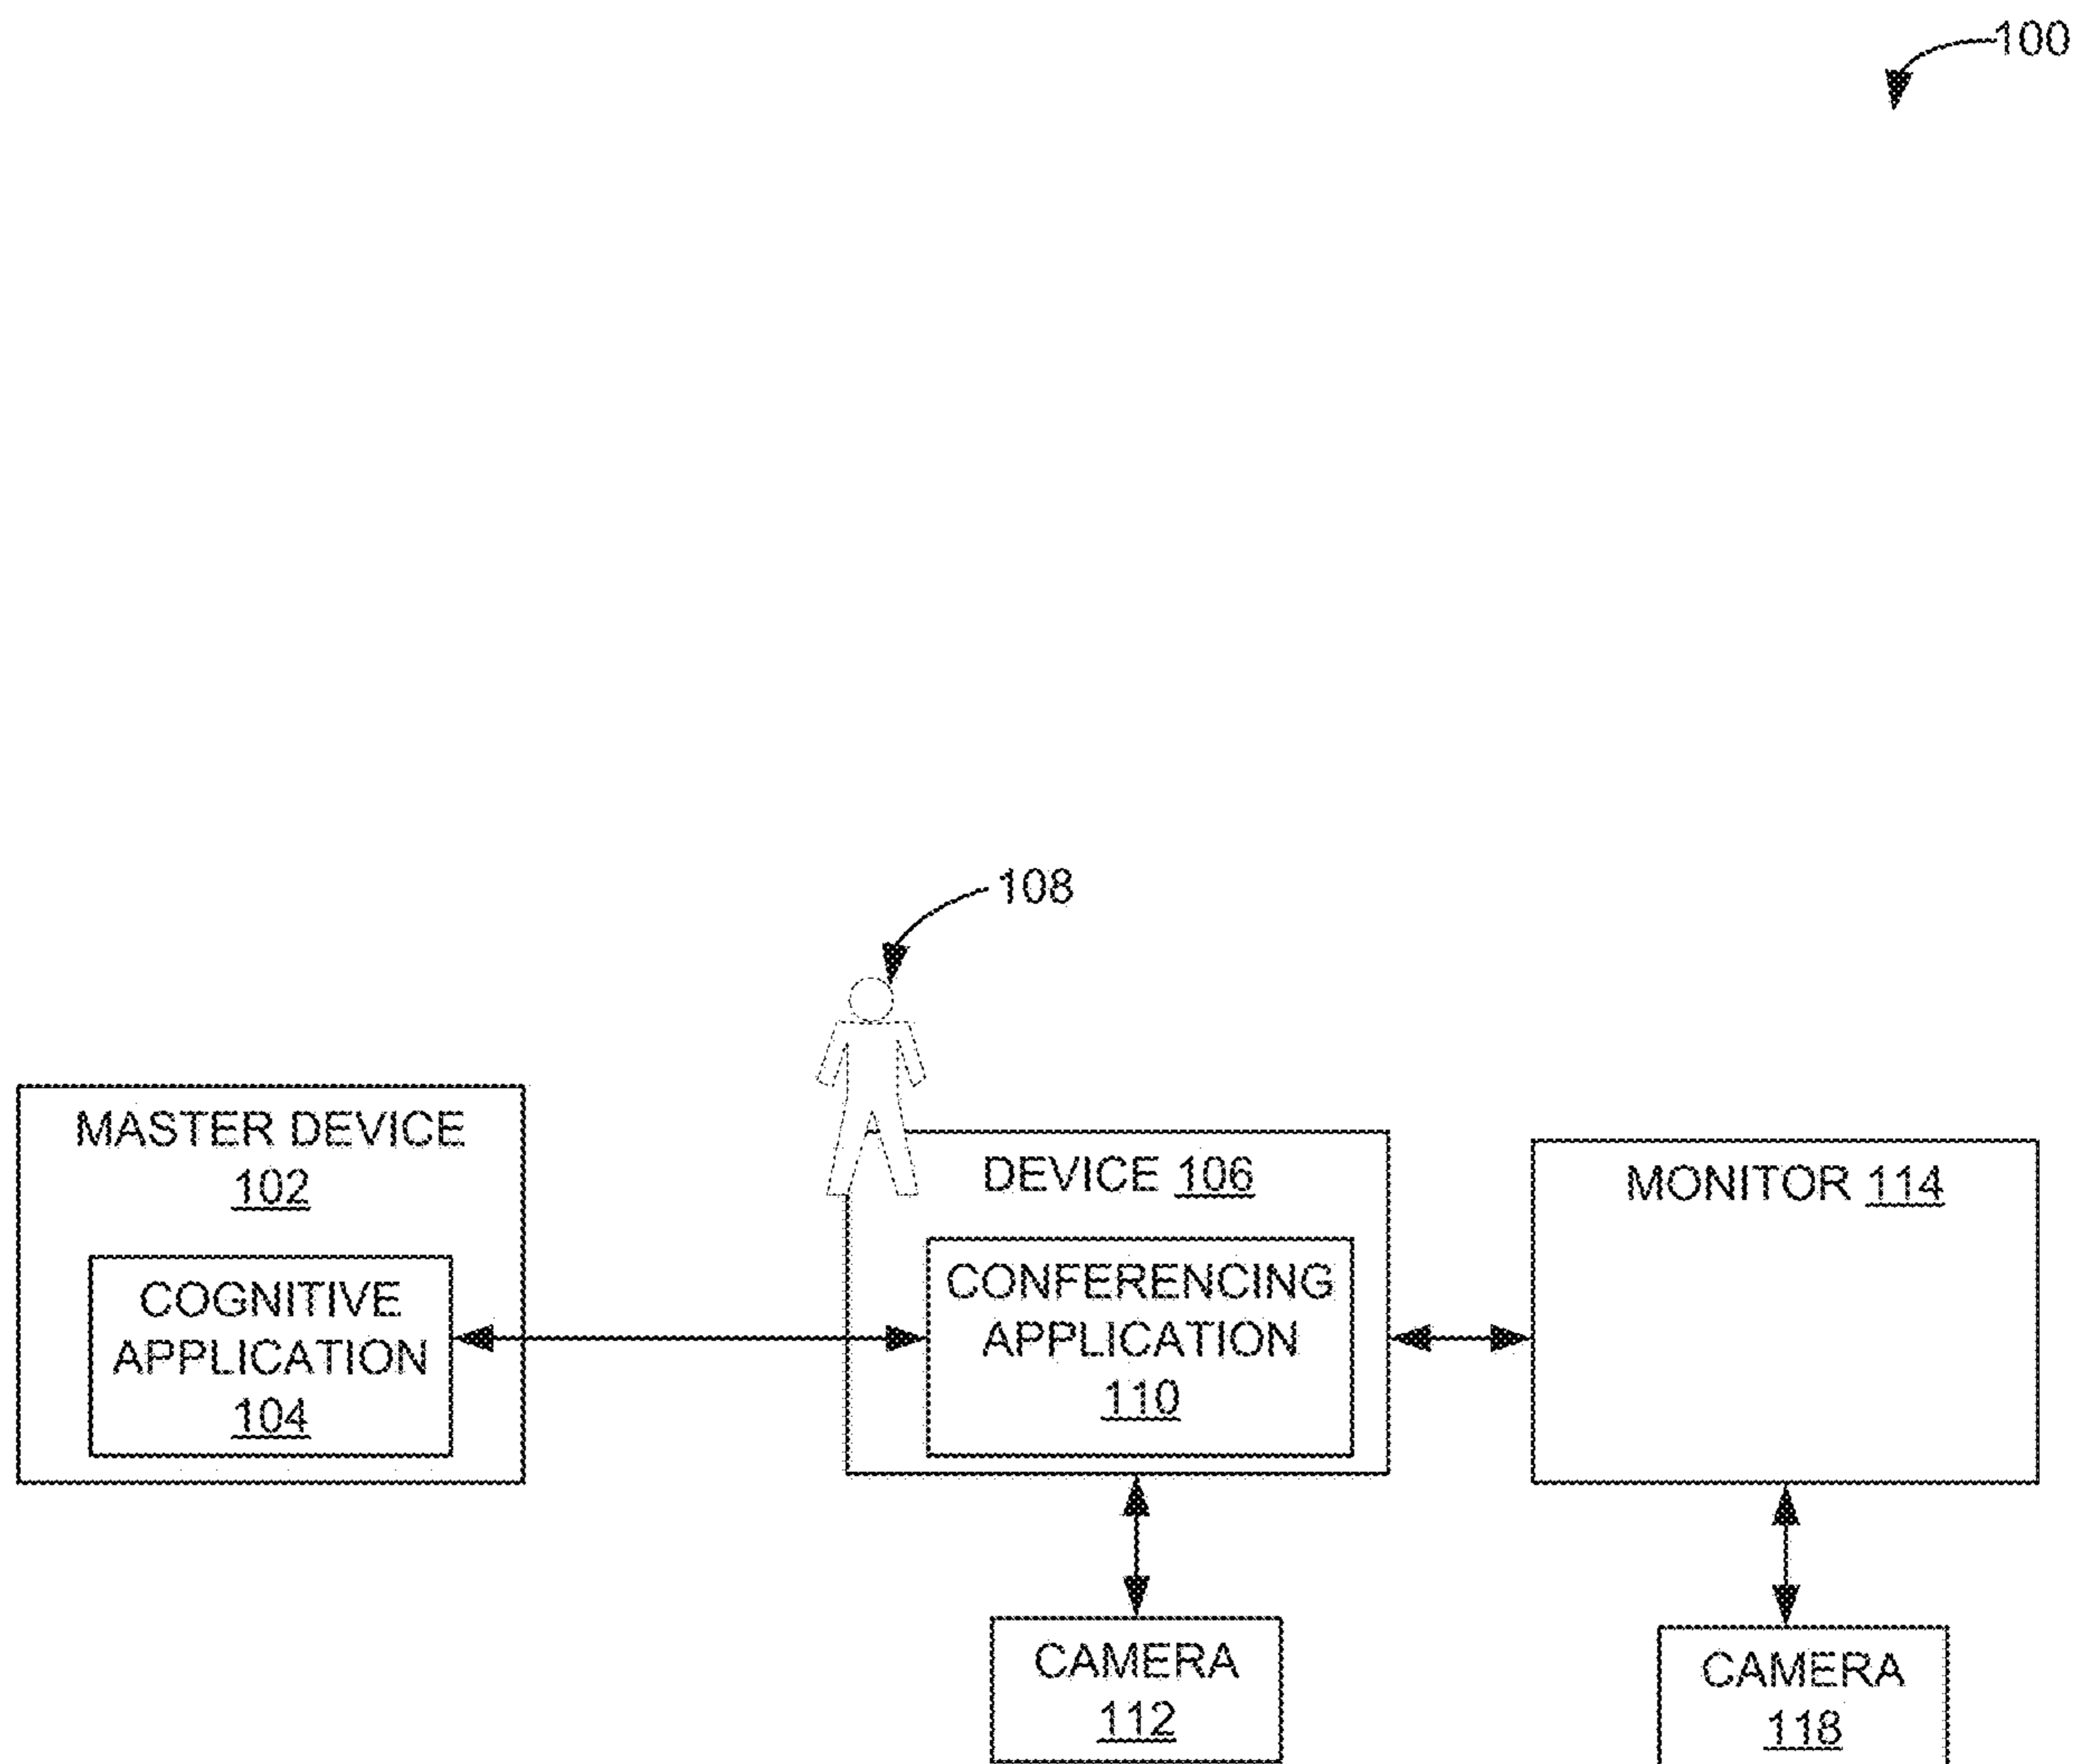 100
108
MASTER DEVICE
102
COGNITIVE
APPLICATION
104
DEVICE 106
CONFERENCING
APPLICATION
110
MONITOR 114
CAMERA
112
CAMERA
118